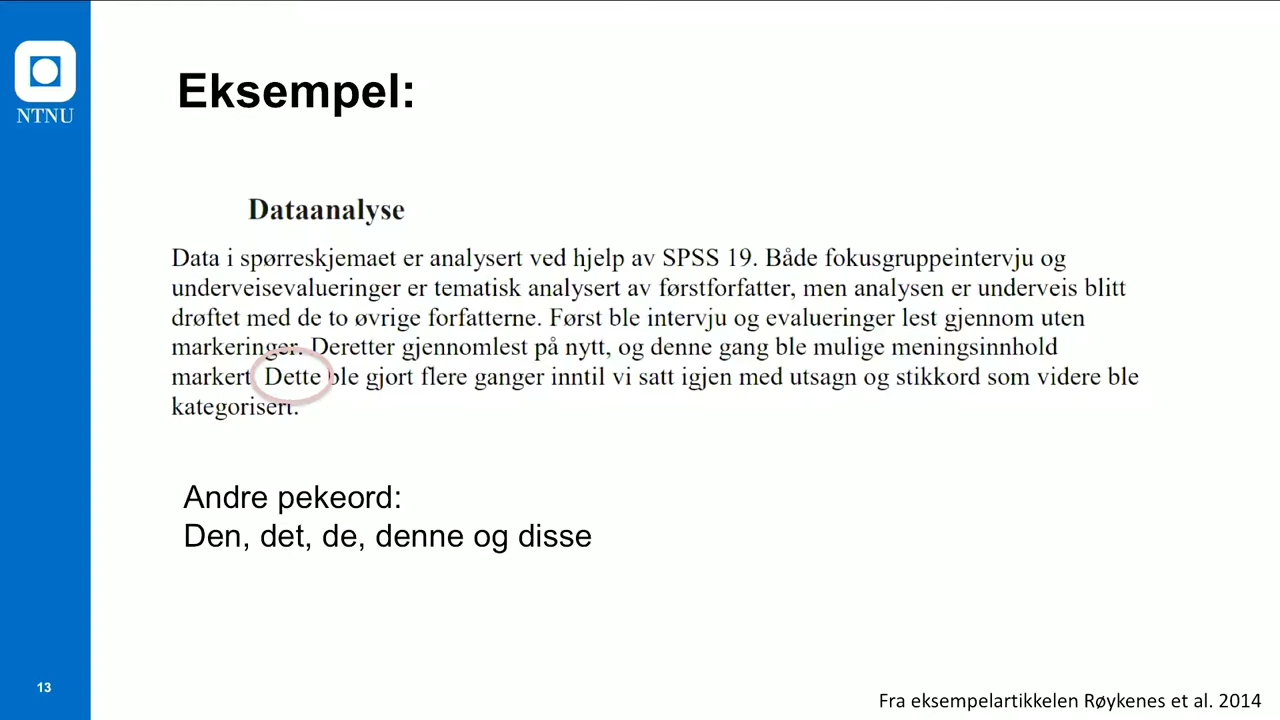 NTNU
Eksempel:
Dataanalyse
Data i spørreskjemaet er analysert ved hjelp av SPSS 19. Både fokusgruppeintervju og
underveisevalueringer er tematisk analysert av førstforfatter, men analysen er underveis blitt
drøftet med de to øvrige forfatterne. Først ble intervju og evalueringer lest gjennom uten
markeringer. Deretter gjennomlest på nytt, og denne gang ble mulige meningsinnhold
markert Dette ble gjort flere ganger inntil vi satt igjen med utsagn og stikkord som videre ble
kategorisert.
Andre pekeord:
Den, det, de, denne og disse
13
Fra eksempelartikkelen Røykenes et al. 2014